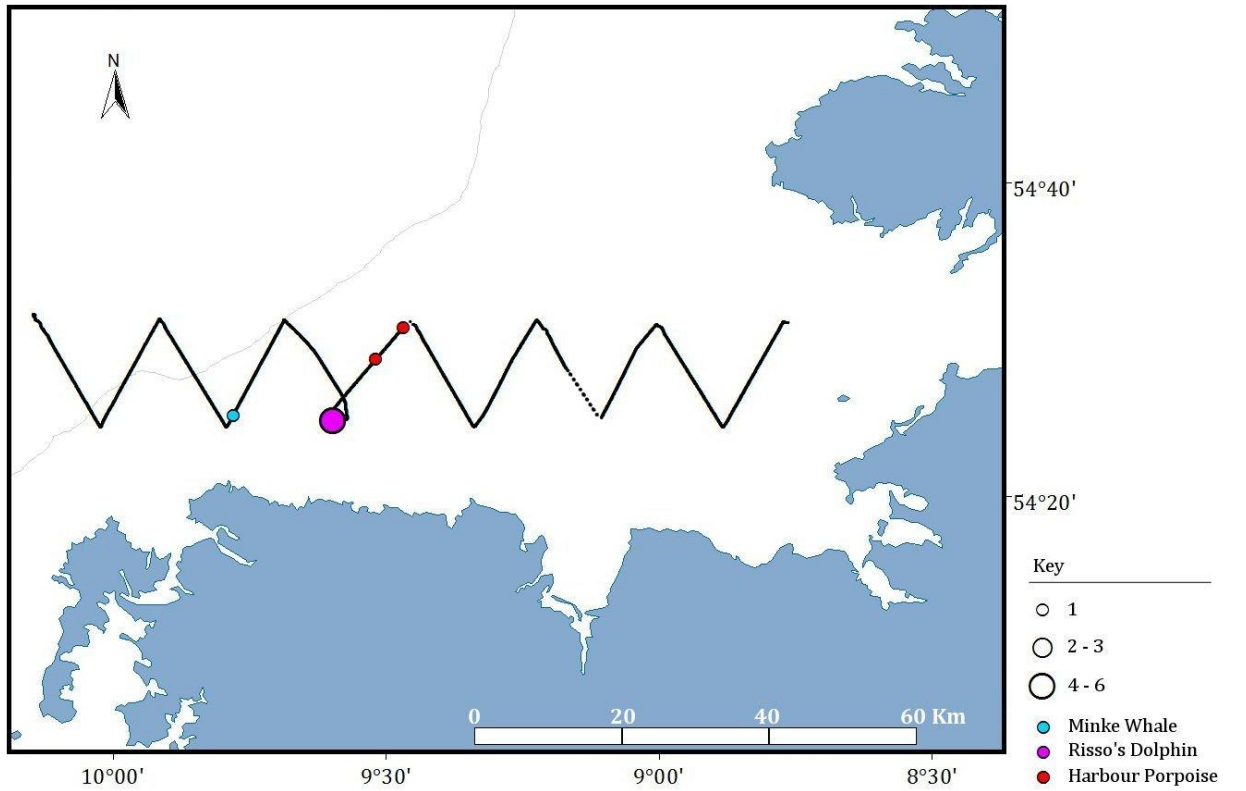 N
54°40'
54°20'
Key
1
2 - 3
4 - 6
0 20 40 60 Km
Minke Whale
Risso's Dolphin
Harbour Porpoise
10°00' 9°30' 9°00' 8°30'